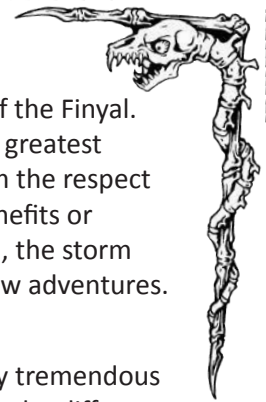 f the Finyal.
greatest
the respect
nefits or
, the storm
w adventures.
y tremendous